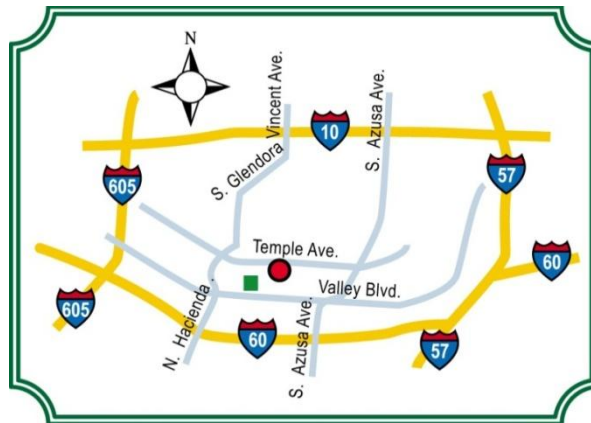 N
Vincent Ave.
S. Azusa Ave.
10
S. Glendora
605
57
Temple Ave.
60
Valley Blvd.
605
N. Hacienda .
60
S. Azusa Ave.
57